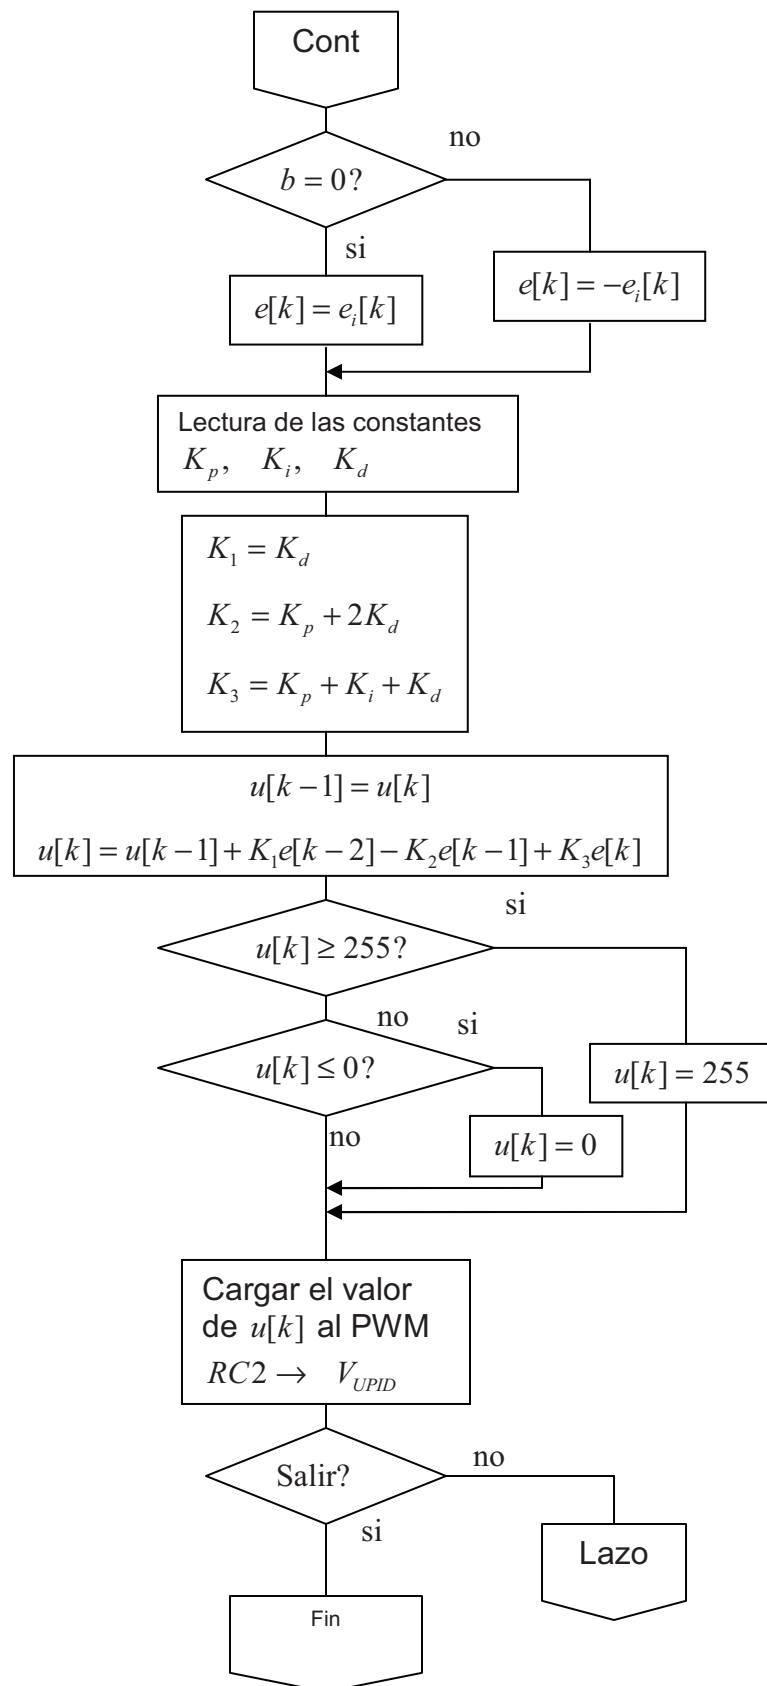 Cont
no
b = 0?
si
e[k] = −e_i[k]
e[k] = e_i[k]
Lectura de las constantes
K_p, K_i, K_d
K_1 = K_d
K_2 = K_p + 2K_d
K_3 = K_p + K_i + K_d
u[k −1] = u[k]
u[k] = u[k −1] + K_1e[k −2] − K_2e[k −1] + K_3e[k]
si
u[k] ≥ 255?
no
si
u[k] ≤ 0?
u[k] = 255
no
u[k] = 0
Cargar el valor
de u[k] al PWM
RC2 → V_{UPID}
Salir?
no
si
Lazo
Fin